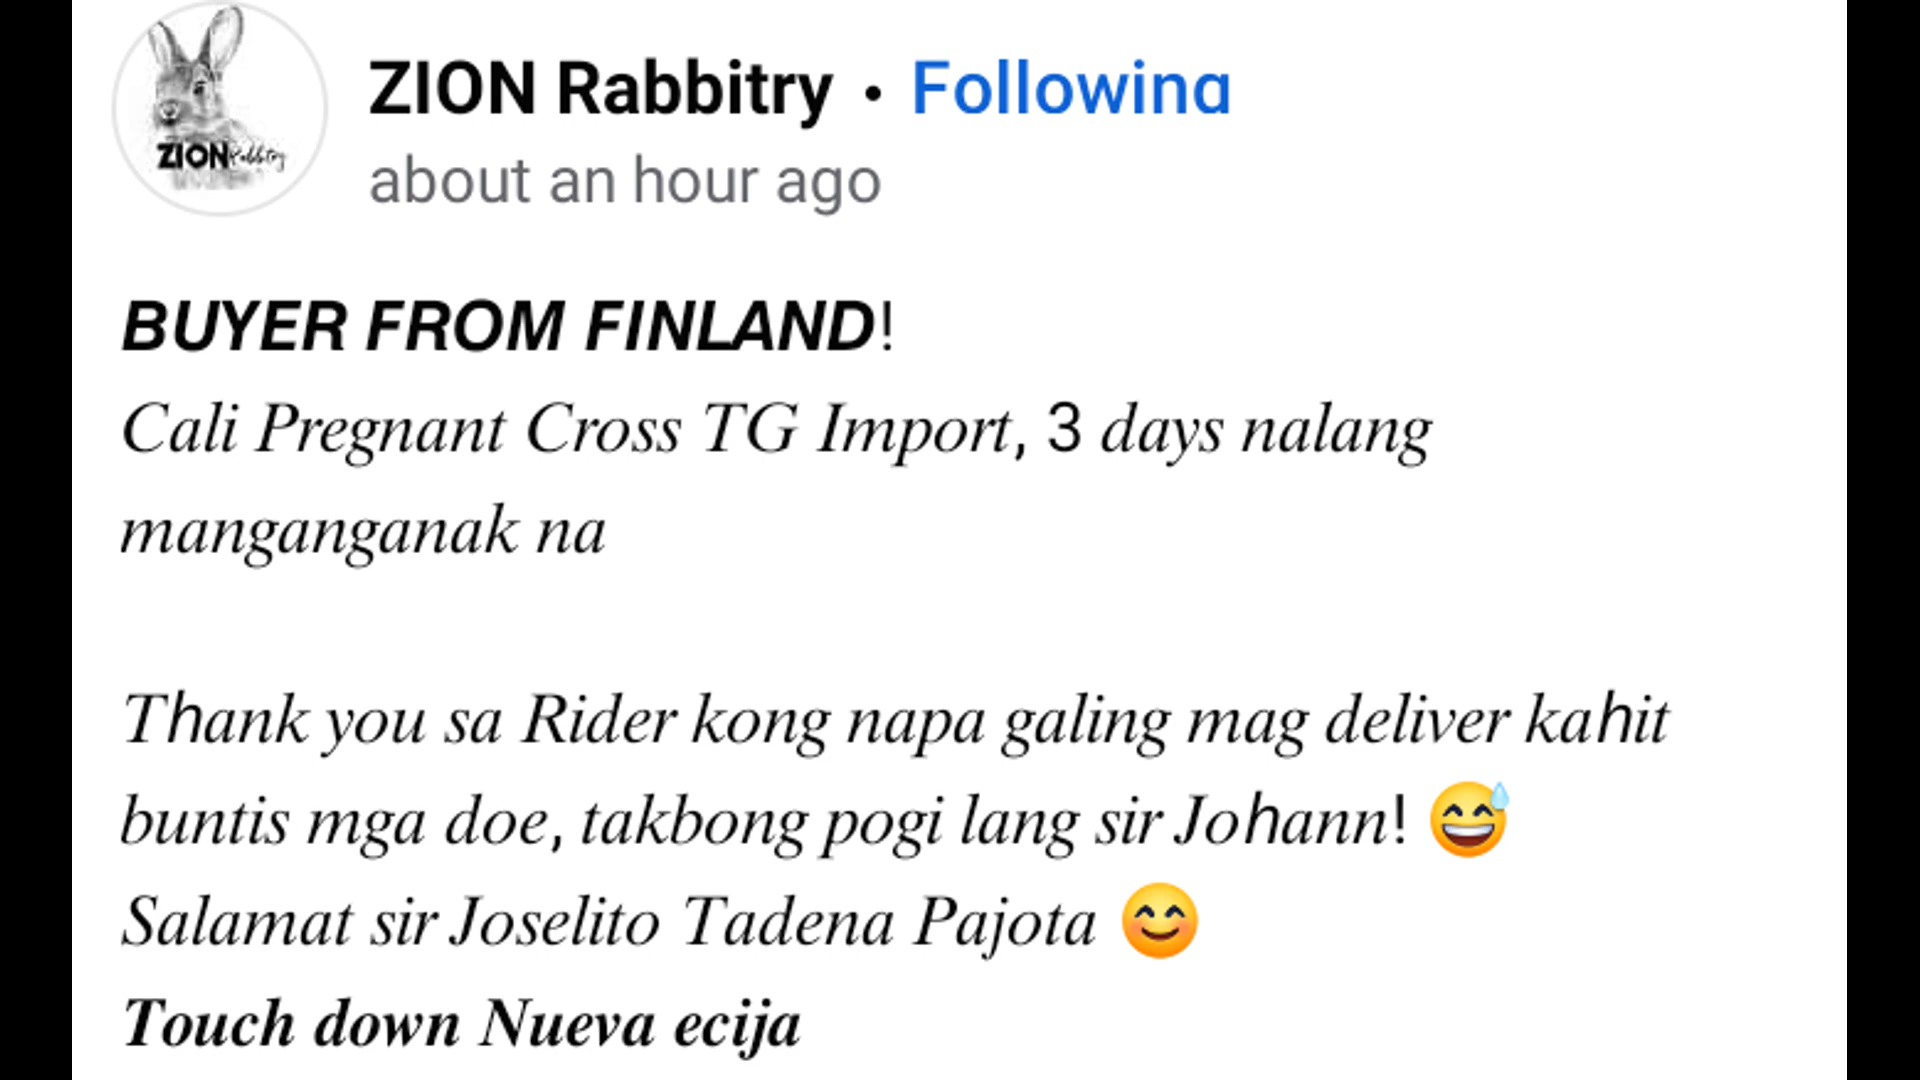 ZION Rabbitry
ZION Rabbitry • Following
about an hour ago
BUYER FROM FINLAND!
Cali Pregnant Cross TG Import, 3 days nalang
manganganak na
Thank you sa Rider kong napa galing mag deliver kahit
buntis mga doe, takbong pogi lang sir Johann! 😅
Salamat sir Joselito Tadena Pajota 😊
Touch down Nueva ecija